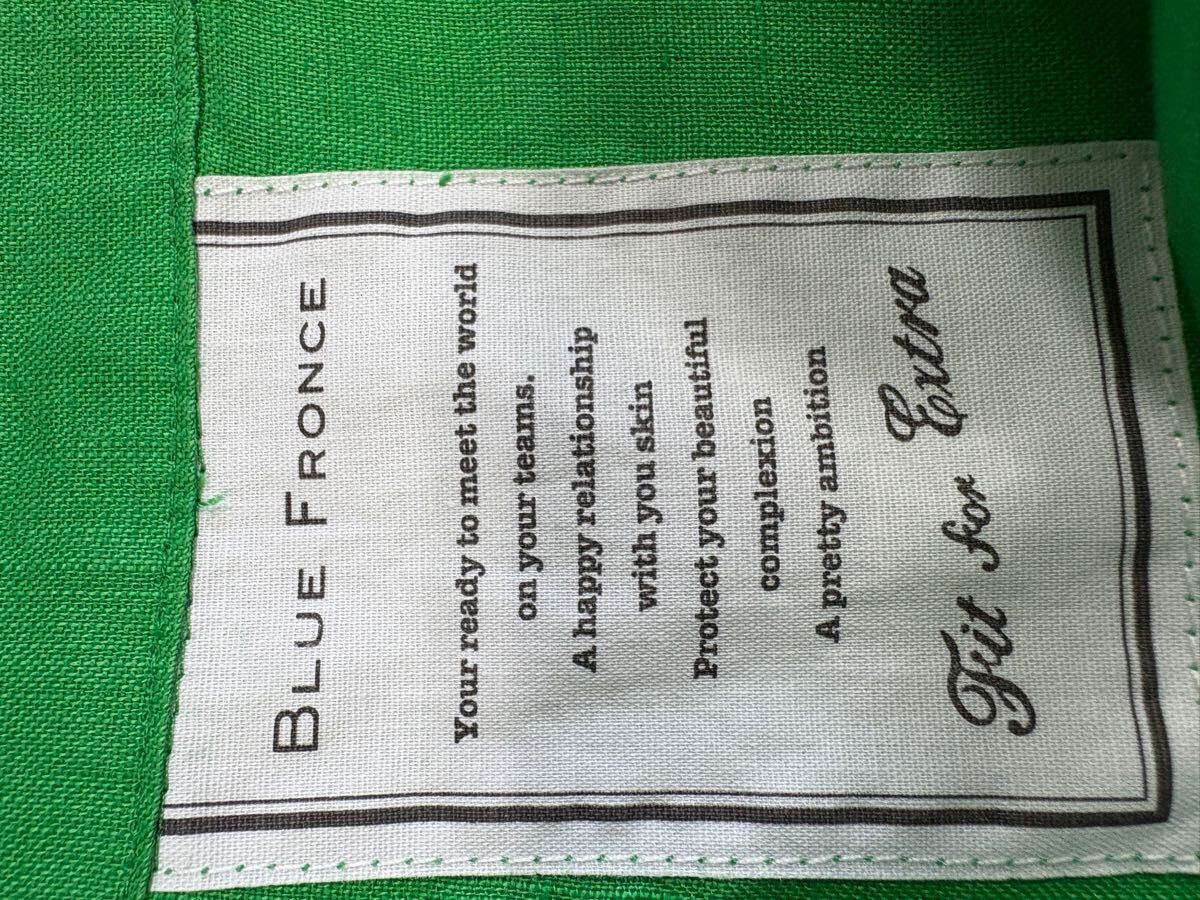 BLUE FRONCE
Your ready to meet the world
on your teams.
A happy relationship
with you skin
Protect your beautiful
complexion
A pretty ambition
Fit for Extra